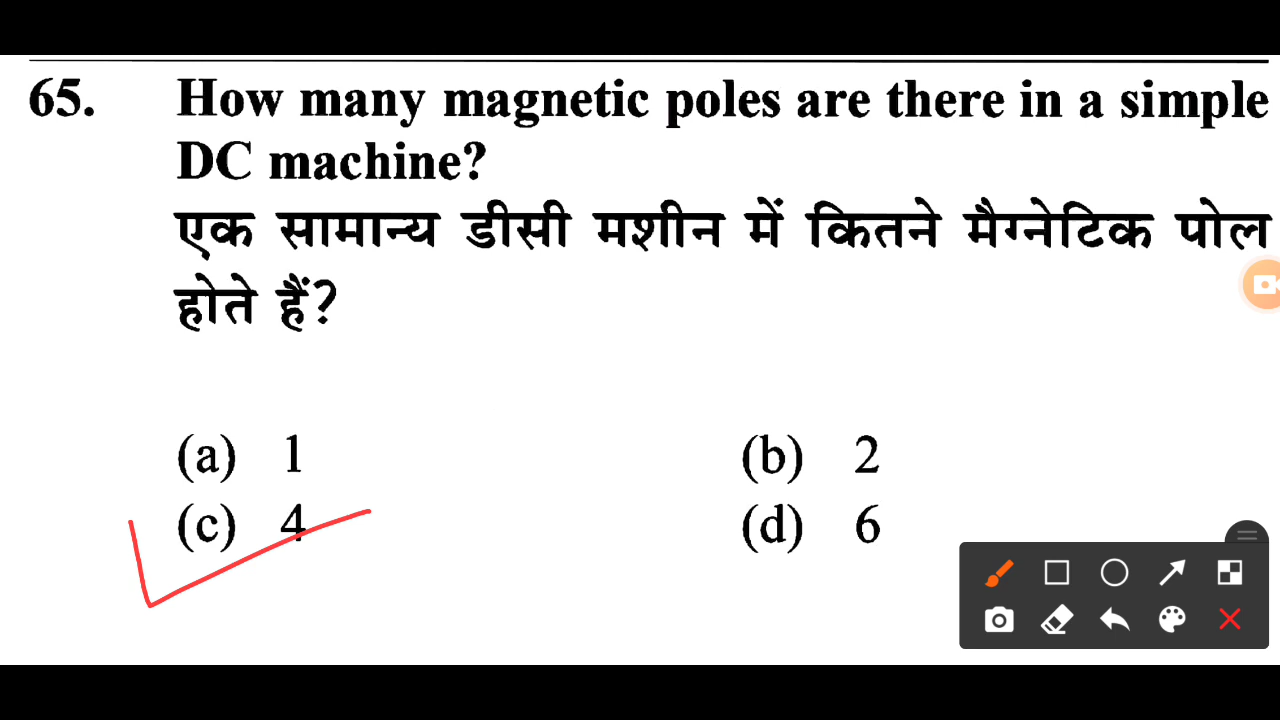 65. How many magnetic poles are there in a simple
DC machine?
एक सामान्य डीसी मशीन में कितने मैग्नेटिक पोल
होते हैं?
(a) 1 (b) 2
(c) 4 (d) 6